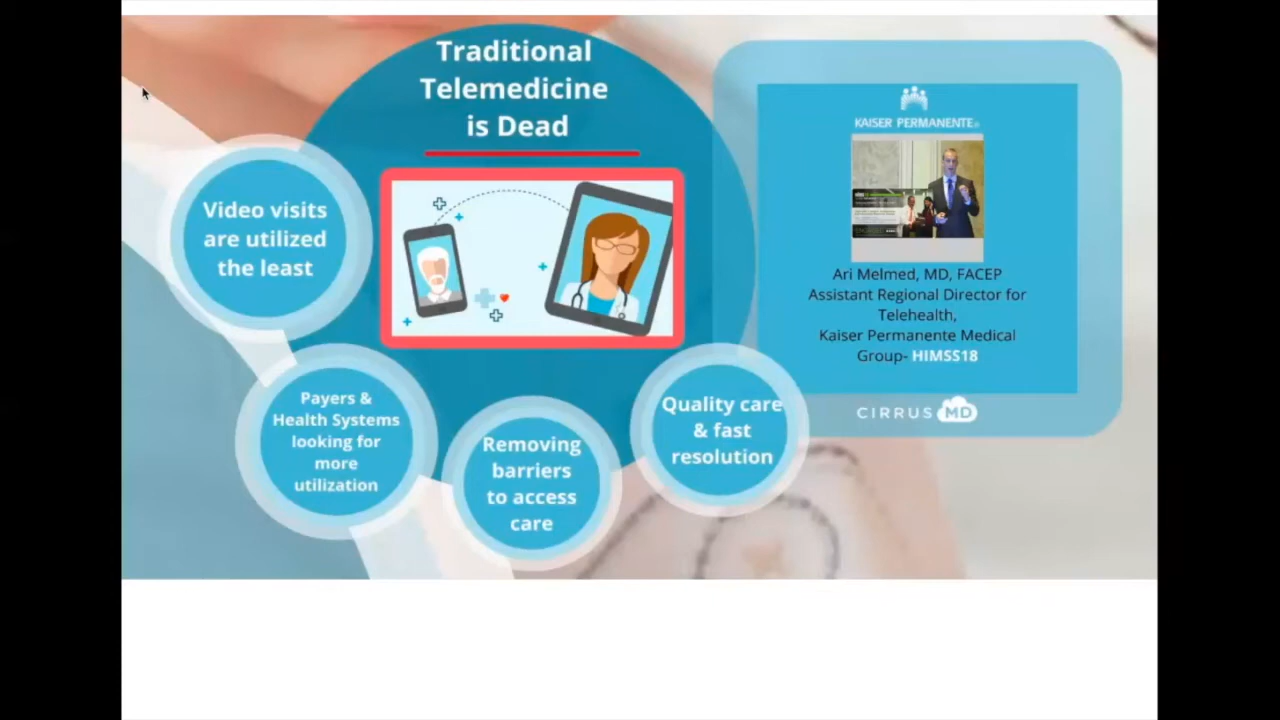 Traditional
Telemedicine
is Dead
Video visits
are utilized
the least
Payers &
Health Systems
looking for
more
utilization
Removing
barriers
to access
care
Quality care
& fast
resolution
KAISER PERMANENTE®
Ari Melmed, MD, FACEP
Assistant Regional Director for
Telehealth,
Kaiser Permanente Medical
Group- HIMSS18
CIRRUS MD